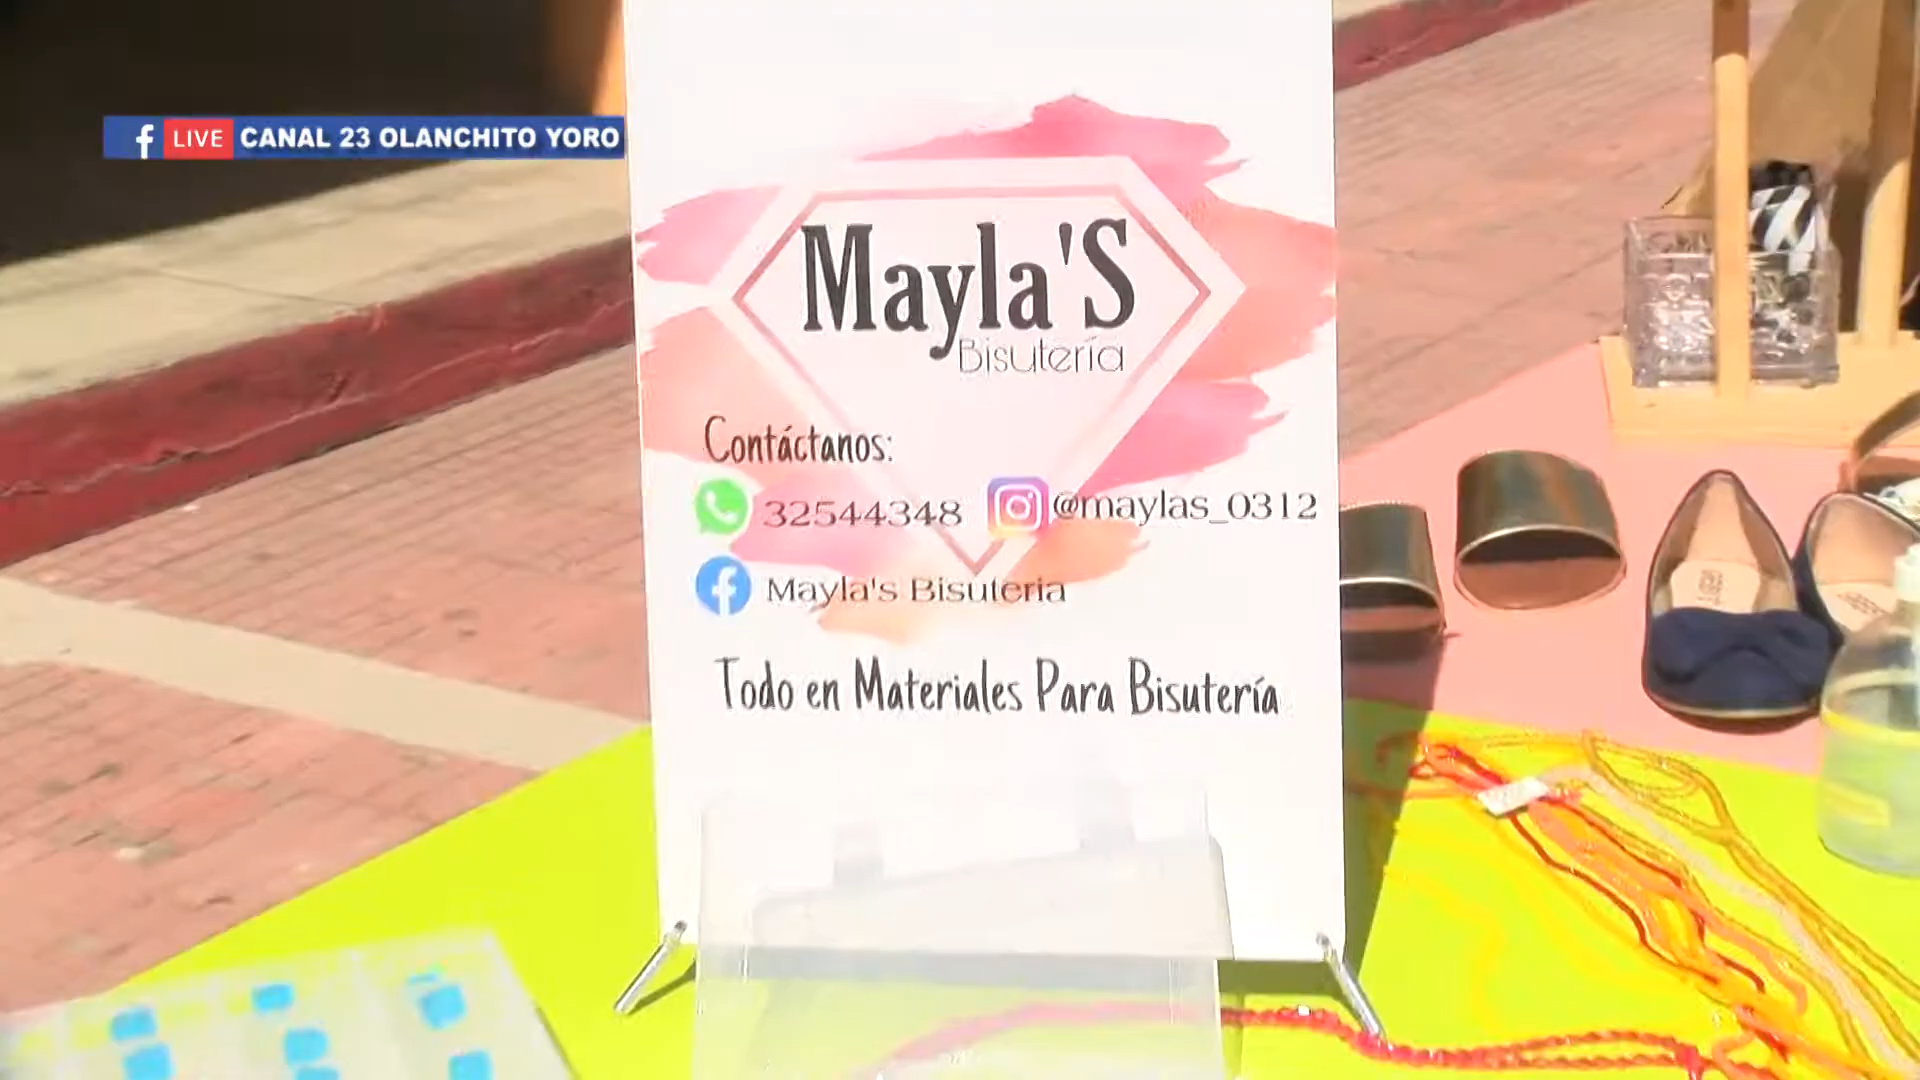 LIVE CANAL 23 OLANCHITO YORO
Mayla'S
Bisutería
Contáctanos:
32544348 @maylas_0312
Mayla's Bisuteria
Todo en Materiales Para Bisutería